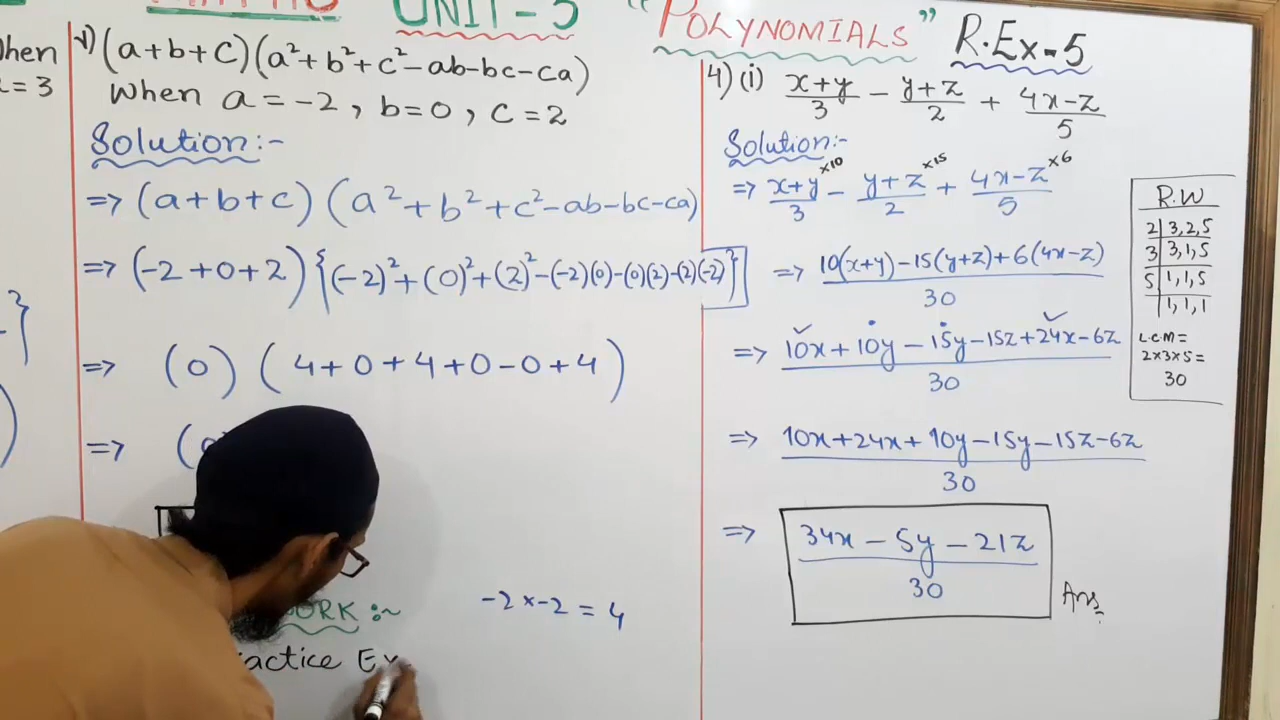 UNIT-5 "POLYNOMIALS" R.Ex-5
when
= 3
v) (a+b+c)(a²+b²+c²-ab-bc-ca)
when a=-2, b=0, c=2
Solution:-
=> (a+b+c) (a²+b²+c²-ab-bc-ca)
=> (-2+0+2) {(-2)²+(0)²+(2)²-(-2)(0)-(0)(2)-(2)(-2)}
=> (0) (4+0+4+0-0+4)
=> (0
WORK :~
actice Ex
-2 × -2 = 4
4) (i) x+y/3 - y+z/2 + 4x-z/5
Solution:-
=> x+y/3 ×10 - y+z/2 ×15 + 4x-z/5 ×6
=> 10(x+y)-15(y+z)+6(4x-z)
30
=> 10x+10y-15y-15z+24x-6z
30
=> 10x+24x+10y-15y-15z-6z
30
=> 34x-5y-21z
30
Ans
R.W
2 | 3, 2, 5
3 | 3, 1, 5
5 | 1, 1, 5
1, 1, 1
L.C.M =
2×3×5=
30